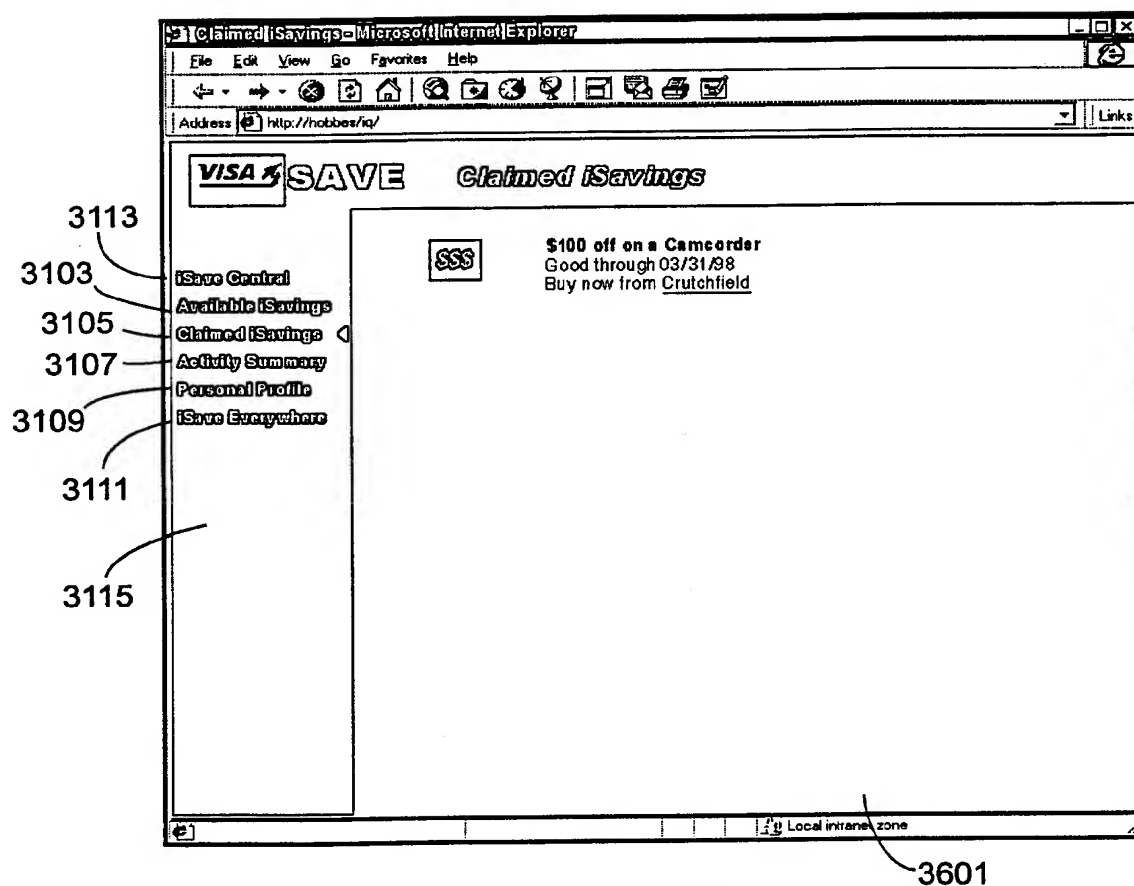 Claimed iSavings - Microsoft Internet Explorer
File Edit View Go Favorites Help
Address http://hobbes/iq/ Links
VISA SAVE Claimed iSavings
3113
3103
3105
3107
3109
3111
3115
iSave Central
Available iSavings
Claimed iSavings
Activity Summary
Personal Profile
iSave Everywhere
$$$
$100 off on a Camcorder
Good through 03/31/98
Buy now from Crutchfield
Local intranet zone
3601